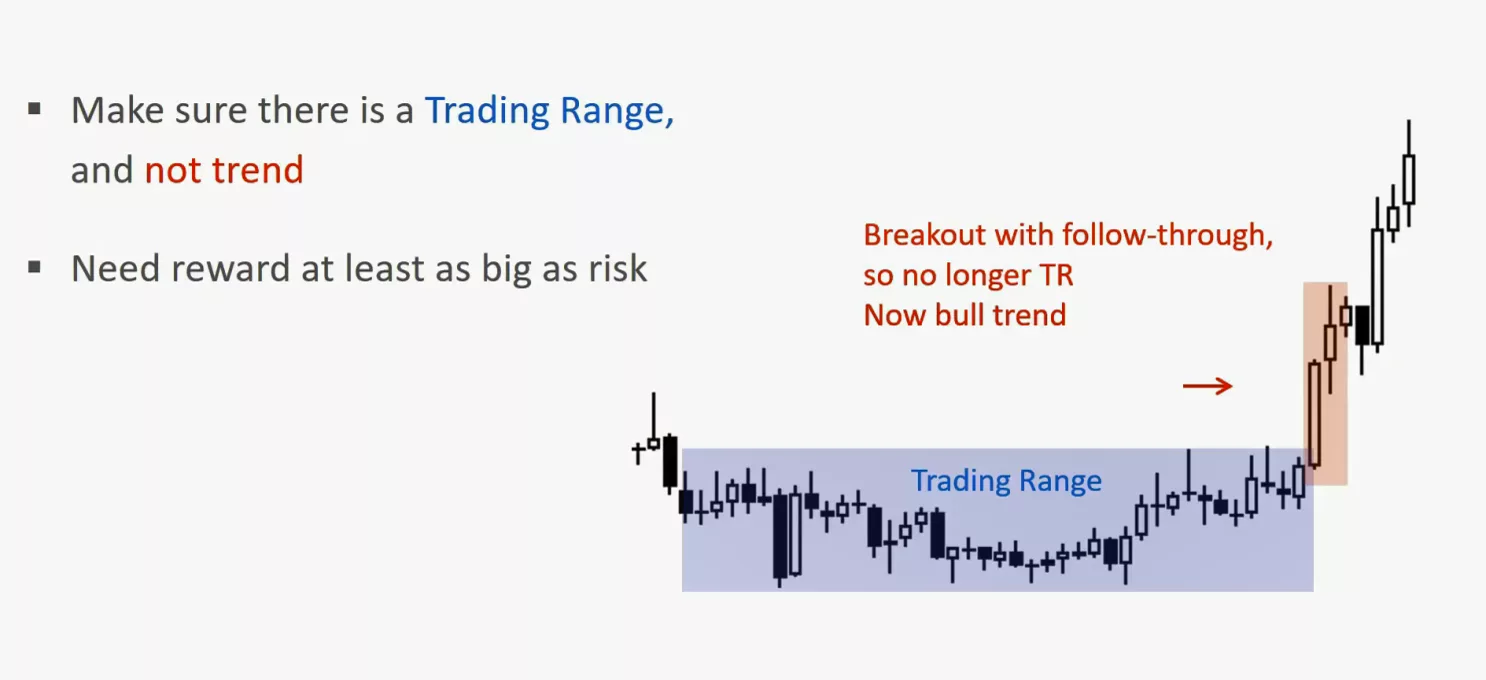 ▪ Make sure there is a Trading Range,
and not trend
▪ Need reward at least as big as risk
Breakout with follow-through,
so no longer TR
Now bull trend
Trading Range